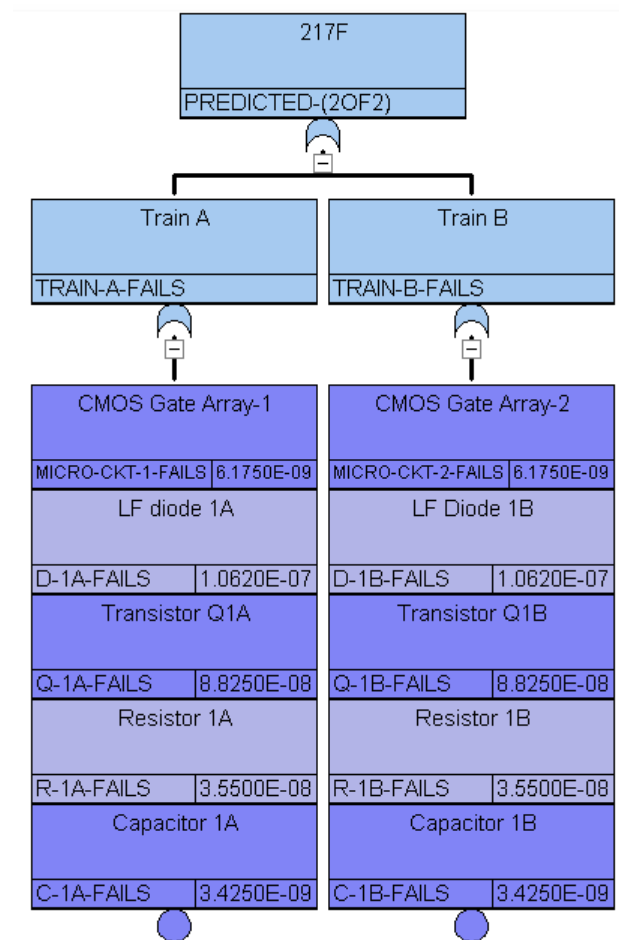 217F
PREDICTED-(2OF2)
Train A
TRAIN-A-FAILS
Train B
TRAIN-B-FAILS
CMOS Gate Array-1
MICRO-CKT-1-FAILS 6.1750E-09
LF diode 1A
D-1A-FAILS 1.0620E-07
Transistor Q1A
Q-1A-FAILS 8.8250E-08
Resistor 1A
R-1A-FAILS 3.5500E-08
Capacitor 1A
C-1A-FAILS 3.4250E-09
CMOS Gate Array-2
MICRO-CKT-2-FAILS 6.1750E-09
LF Diode 1B
D-1B-FAILS 1.0620E-07
Transistor Q1B
Q-1B-FAILS 8.8250E-08
Resistor 1B
R-1B-FAILS 3.5500E-08
Capacitor 1B
C-1B-FAILS 3.4250E-09